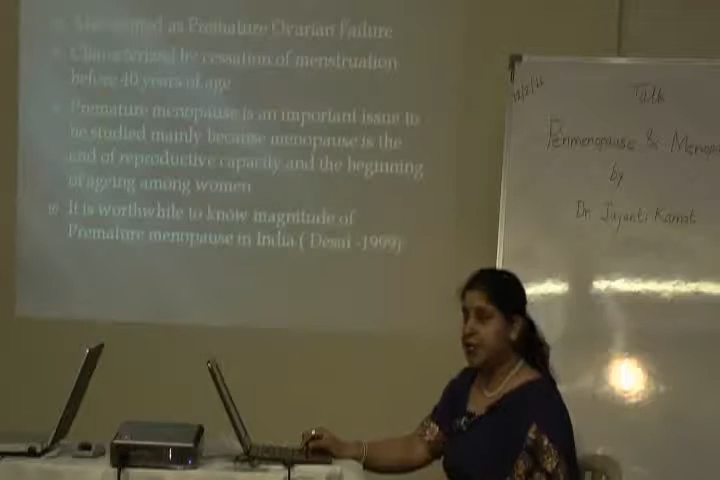 as Premature Ovarian Failure
Characterized by cessation of menstruation
before 40 years of age
Premature menopause is an important issue to
be studied mainly because menopause is the
end of reproductive capacity and the beginning
of ageing among women
It is worthwhile to know magnitude of
Premature menopause in India ( Desai -1999)
Talk
Perimenopause & Menop
by
Dr Jayanti Kamat